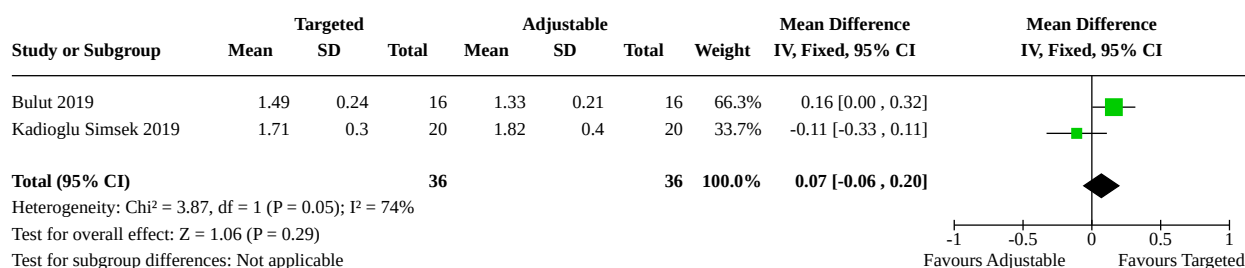 Targeted Adjustable Mean Difference Mean Difference
Study or Subgroup Mean SD Total Mean SD Total Weight IV, Fixed, 95% CI IV, Fixed, 95% CI
Bulut 2019 1.49 0.24 16 1.33 0.21 16 66.3% 0.16 [0.00 , 0.32]
Kadioglu Simsek 2019 1.71 0.3 20 1.82 0.4 20 33.7% -0.11 [-0.33 , 0.11]
Total (95% CI) 36 36 100.0% 0.07 [-0.06 , 0.20]
Heterogeneity: Chi² = 3.87, df = 1 (P = 0.05); I² = 74%
Test for overall effect: Z = 1.06 (P = 0.29)
-1 -0.5 0 0.5 1
Test for subgroup differences: Not applicable Favours Adjustable Favours Targeted